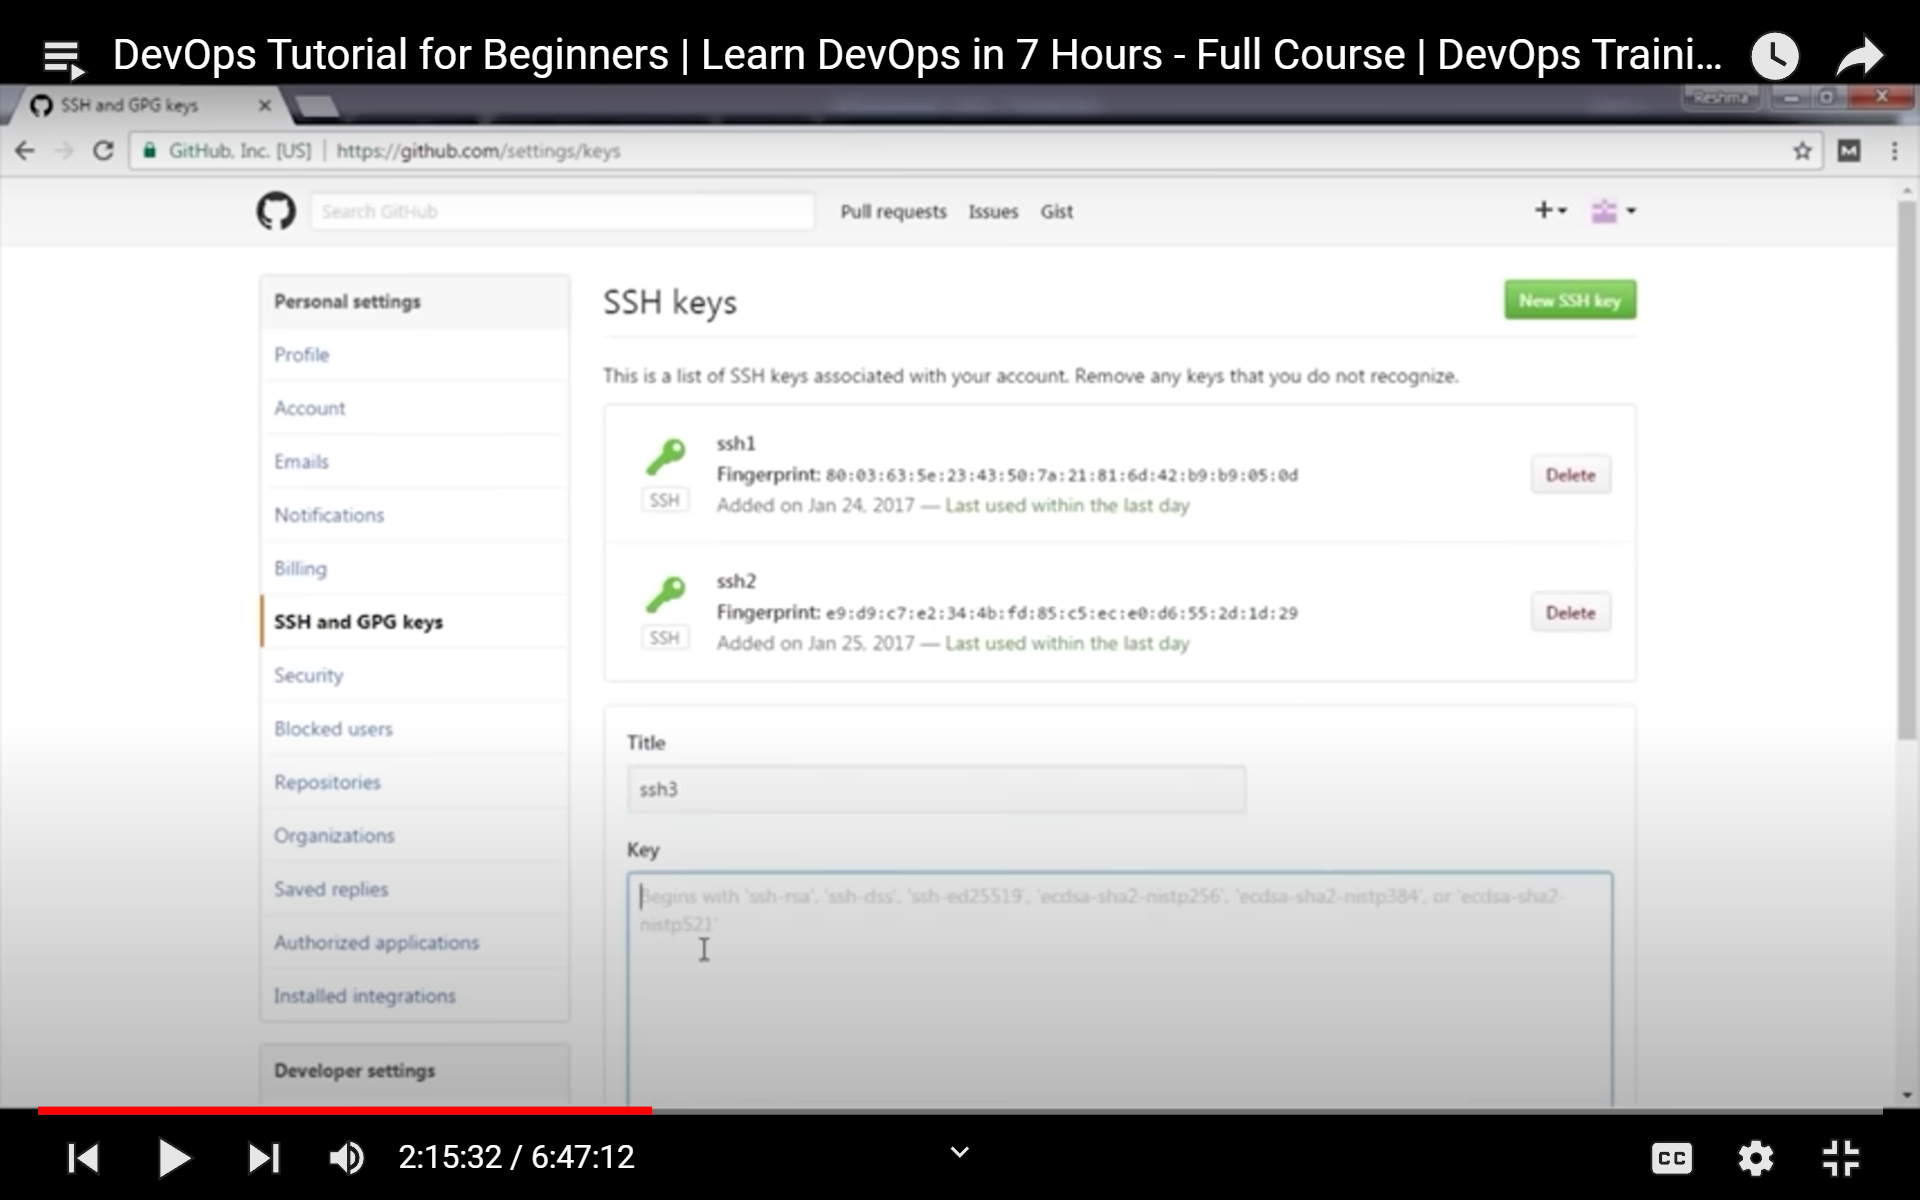 DevOps Tutorial for Beginners | Learn DevOps in 7 Hours - Full Course | DevOps Traini...
SSH and GPG keys
Reshma
GitHub, Inc. [US] | https://github.com/settings/keys
Search GitHub
Pull requests Issues Gist
Personal settings
Profile
Account
Emails
Notifications
Billing
SSH and GPG keys
Security
Blocked users
Repositories
Organizations
Saved replies
Authorized applications
Installed integrations
Developer settings
SSH keys
New SSH key
This is a list of SSH keys associated with your account. Remove any keys that you do not recognize.
ssh1
Fingerprint: 80:03:63:5e:23:43:50:7a:21:81:6d:42:b9:b9:05:0d
SSH
Added on Jan 24, 2017 — Last used within the last day
Delete
ssh2
Fingerprint: e9:d9:c7:e2:34:4b:fd:85:c5:ec:e0:d6:55:2d:1d:29
SSH
Added on Jan 25, 2017 — Last used within the last day
Delete
Title
ssh3
Key
Begins with 'ssh-rsa', 'ssh-dss', 'ssh-ed25519', 'ecdsa-sha2-nistp256', 'ecdsa-sha2-nistp384', or 'ecdsa-sha2-
nistp521'
2:15:32 / 6:47:12
CC